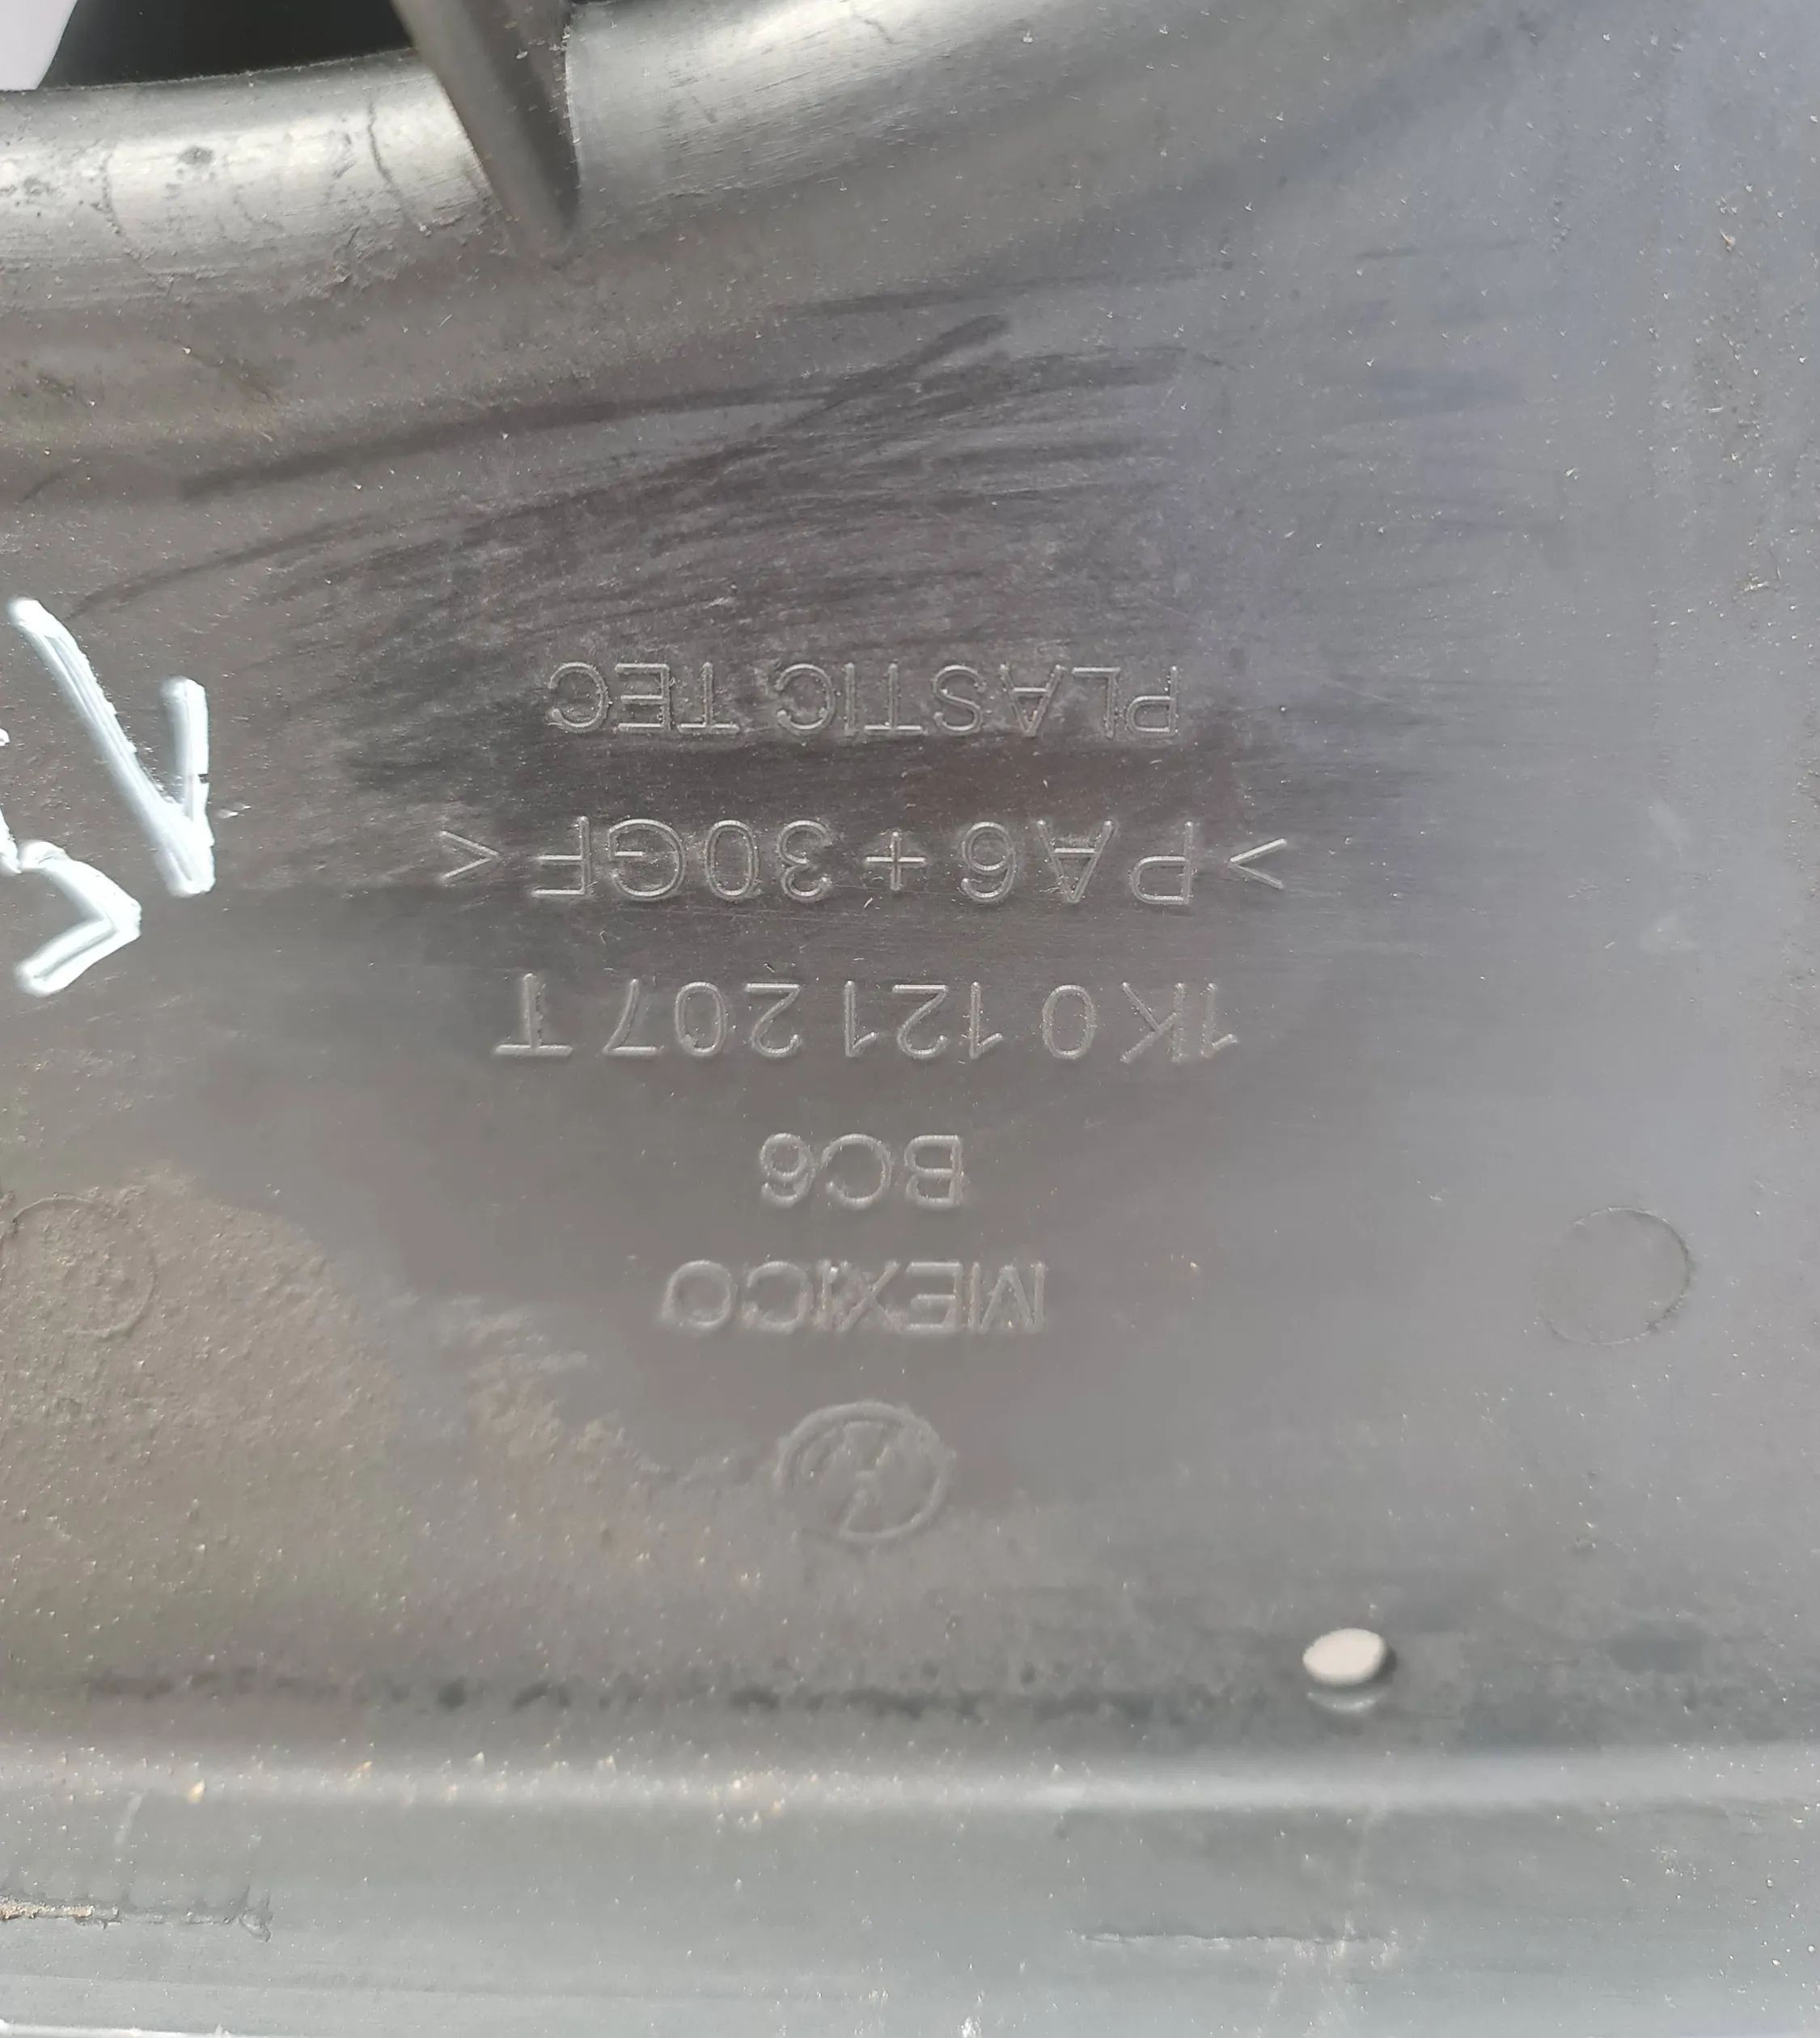 MEXICO
BC6
1K0 121 207 T
>PA6+30GF<
PLASTIC TEC